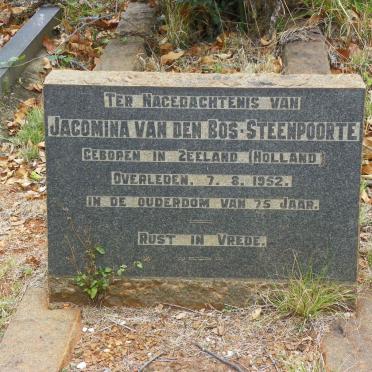 Ter Nagedachtenis van
Jacomina van den Bos-Steenpoorte
Geboren in Zeeland (Holland)
Overleden. 7. 8. 1952.
in de ouderdom van 75 jaar.
Rust in Vrede.